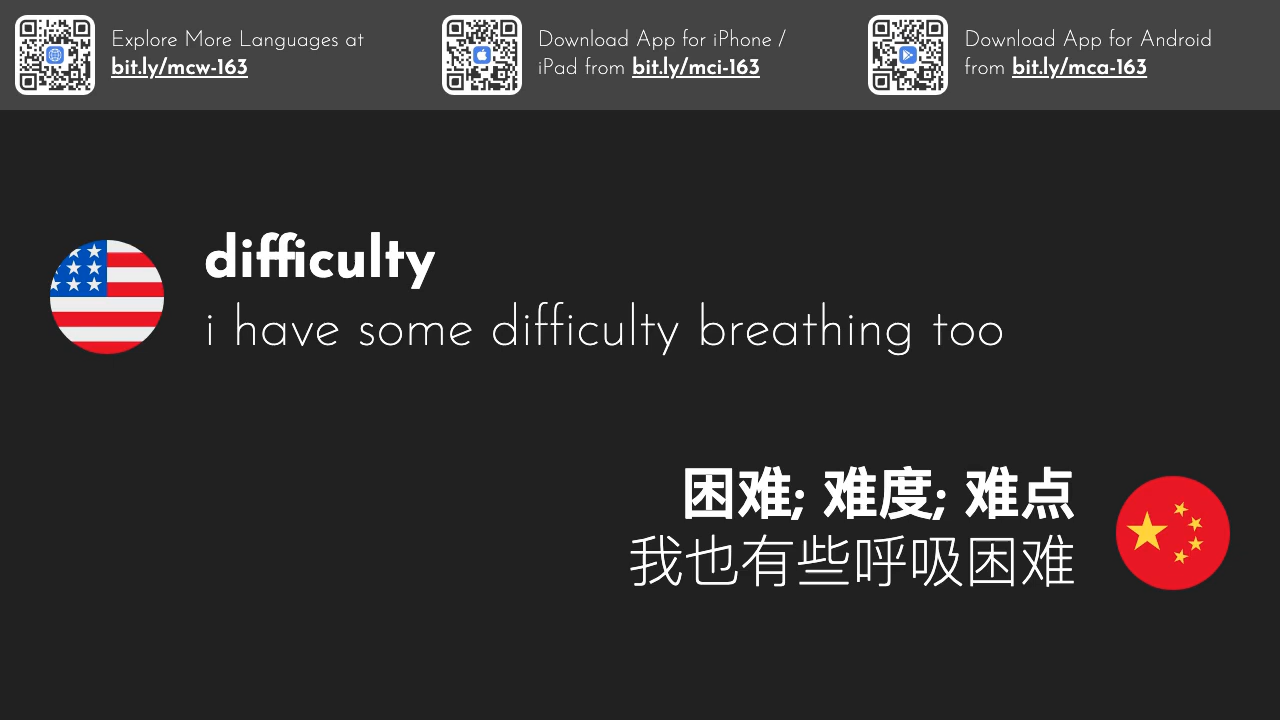 Explore More Languages at
bit.ly/mcw-163
Download App for iPhone /
iPad from bit.ly/mci-163
Download App for Android
from bit.ly/mca-163
difficulty
i have some difficulty breathing too
困难; 难度; 难点
我也有些呼吸困难